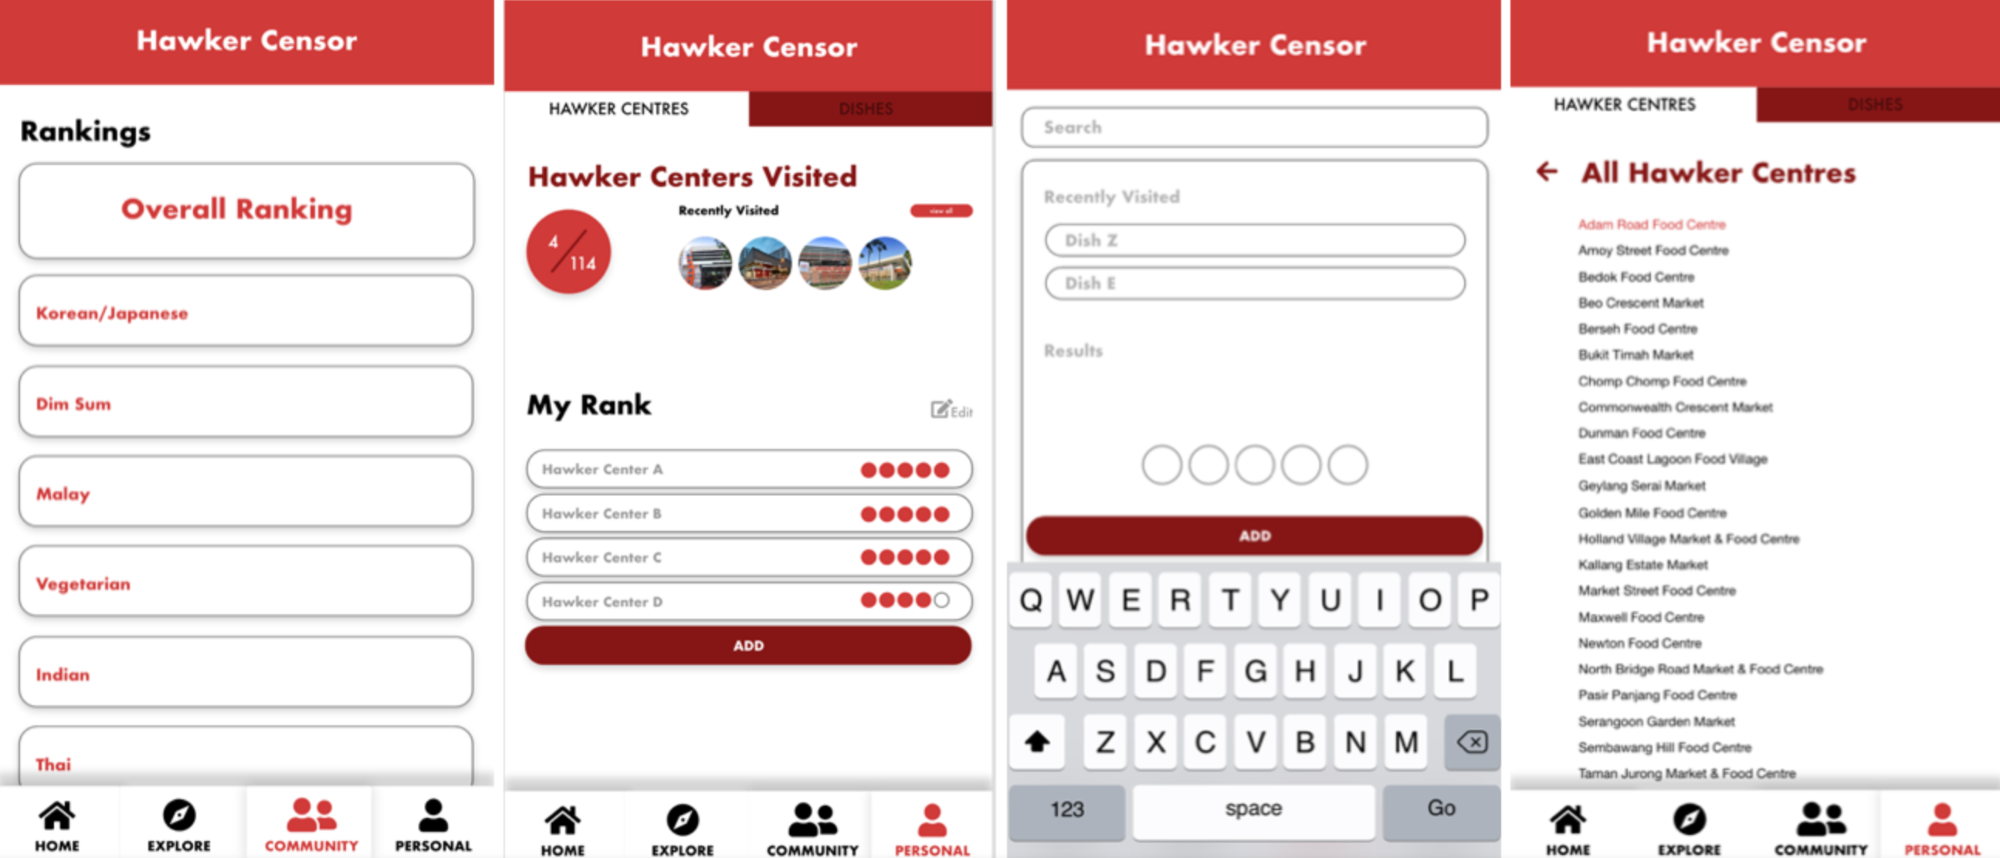 Hawker Censor
Rankings
Overall Ranking
Korean/Japanese
Dim Sum
Malay
Vegetarian
Indian
Thai
HOME
EXPLORE
COMMUNITY
PERSONAL
Hawker Censor
HAWKER CENTRES
DISHES
Hawker Centers Visited
Recently Visited
view all
4
114
My Rank
Edit
Hawker Center A
Hawker Center B
Hawker Center C
Hawker Center D
ADD
HOME
EXPLORE
COMMUNITY
PERSONAL
Hawker Censor
Search
Recently Visited
Dish Z
Dish E
Results
ADD
Q W E R T Y U I O P
A S D F G H J K L
Z X C V B N M
123
space
Go
Hawker Censor
HAWKER CENTRES
DISHES
All Hawker Centres
Adam Road Food Centre
Amoy Street Food Centre
Bedok Food Centre
Beo Crescent Market
Berseh Food Centre
Bukit Timah Market
Chomp Chomp Food Centre
Commonwealth Crescent Market
Dunman Food Centre
East Coast Lagoon Food Village
Geylang Serai Market
Golden Mile Food Centre
Holland Village Market & Food Centre
Kallang Estate Market
Market Street Food Centre
Maxwell Food Centre
Newton Food Centre
North Bridge Road Market & Food Centre
Pasir Panjang Food Centre
Serangoon Garden Market
Sembawang Hill Food Centre
Taman Jurong Market & Food Centre
HOME
EXPLORE
COMMUNITY
PERSONAL